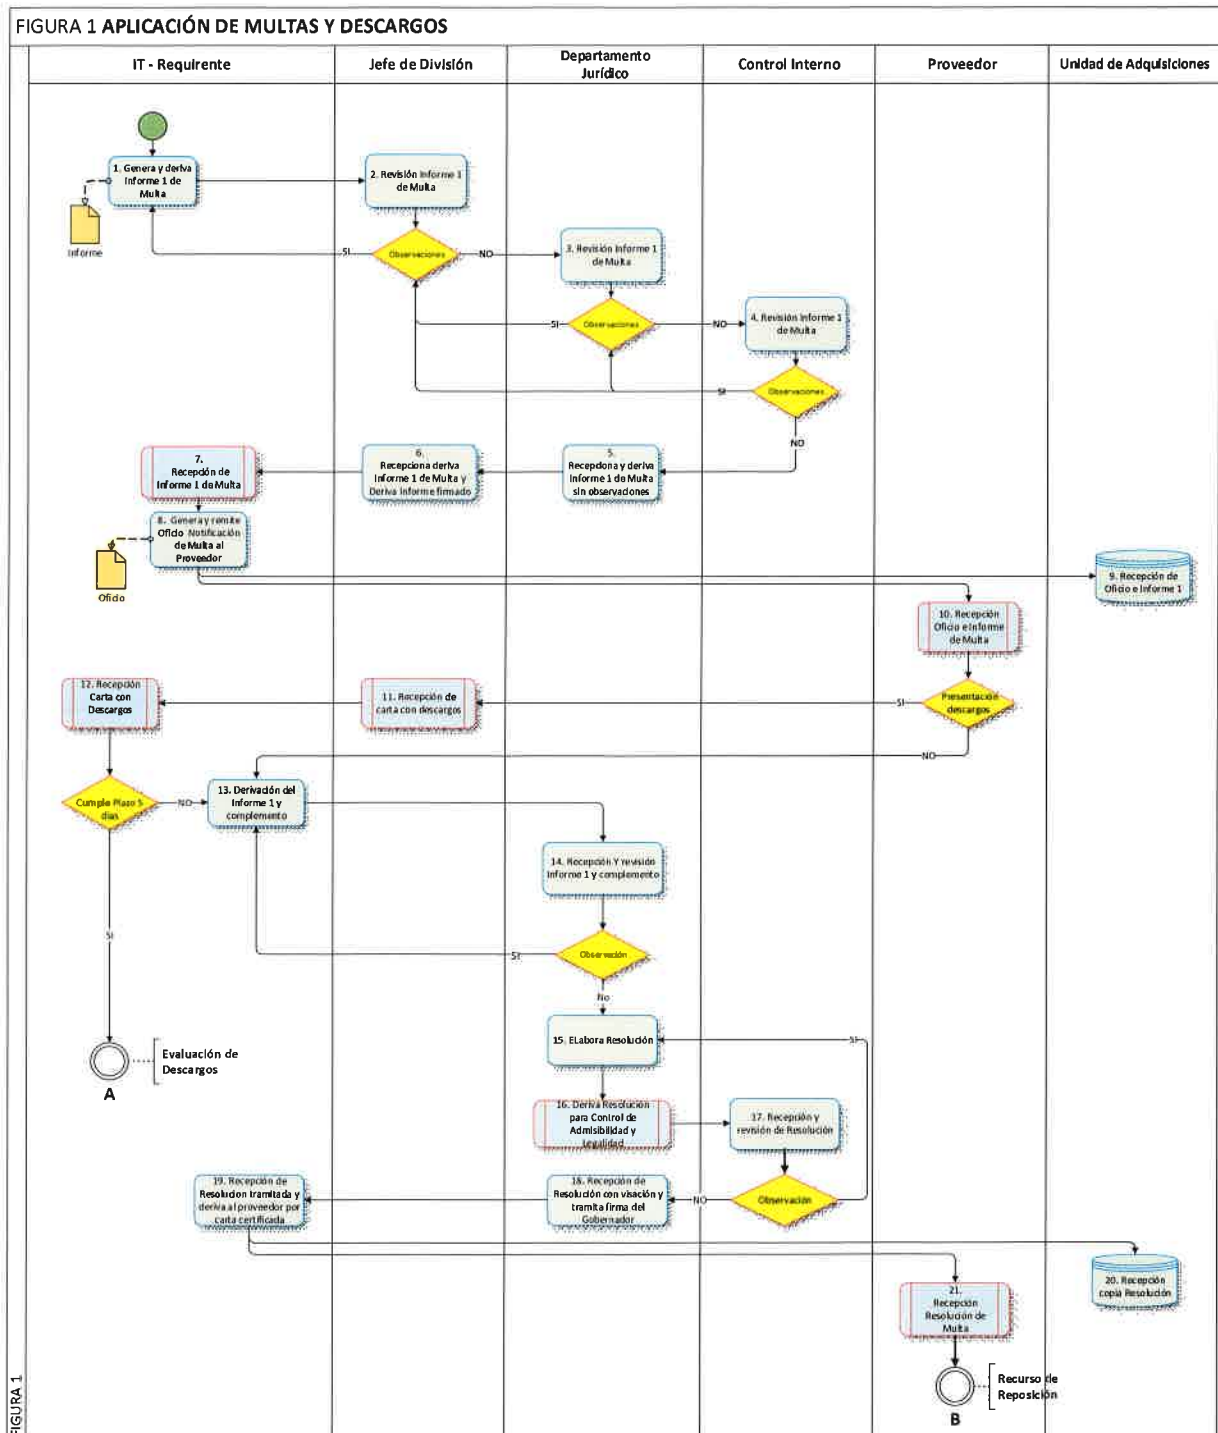 FIGURA 1 APLICACIÓN DE MULTAS Y DESCARGOS
IT - Requirente
Jefe de División
Departamento
Jurídico
Control Interno
Proveedor
Unidad de Adquisiciones
1. Genera y deriva
Informe 1 de
Multa
Informe
2. Revisión Informe 1
de Multa
Observaciones
SI
NO
3. Revisión Informe 1
de Multa
Observaciones
SI
NO
4. Revisión Informe 1
de Multa
Observaciones
SI
NO
5.
Recepciona y deriva
Informe 1 de Multa
sin observaciones
6.
Recepciona deriva
Informe 1 de Multa y
Deriva Informe firmado
7.
Recepción de
Informe 1 de Multa
8. Genera y remite
Oficio Notificación
de Multa al
Proveedor
Oficio
9. Recepción de
Oficio e Informe 1
10. Recepción
Oficio e Informe
de Multa
Presentación
descargos
SI
NO
11. Recepción de
carta con descargos
12. Recepción
Carta con
Descargos
Cumple Plazo 5
días
NO
SI
13. Derivación del
Informe 1 y
complemento
14. Recepción Y revisión
Informe 1 y complemento
Observación
SI
No
15. ELabora Resolución
SI
Evaluación de
Descargos
A
16. Deriva Resolución
para Control de
Admisibilidad y
Legalidad
17. Recepción y
revisión de Resolución
Observación
NO
18. Recepción de
Resolución con visación y
tramita firma del
Gobernador
19. Recepción de
Resolucion tramitada y
deriva al proveedor por
carta certificada
20. Recepción
copia Resolución
21.
Recepción
Resolución de
Multa
Recurso de
Reposición
B
FIGURA 1